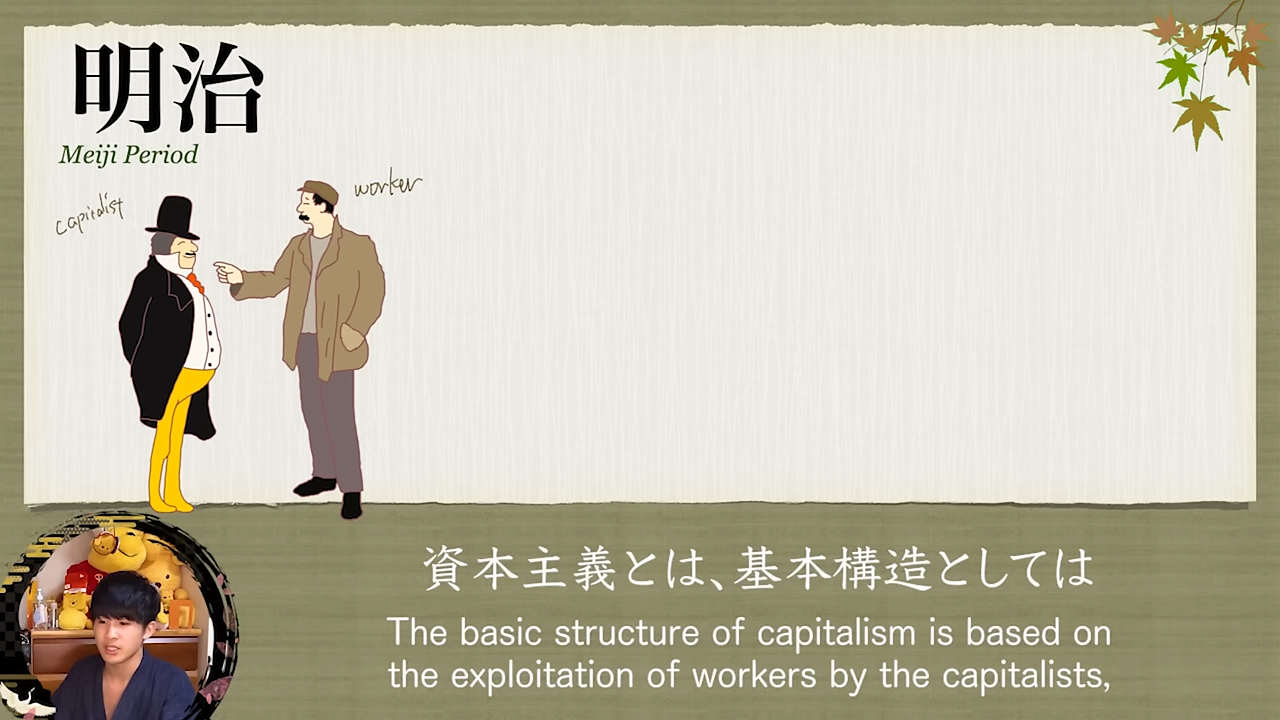 明治
Meiji Period
capitalist
worker
資本主義とは、基本構造としては
The basic structure of capitalism is based on
the exploitation of workers by the capitalists,